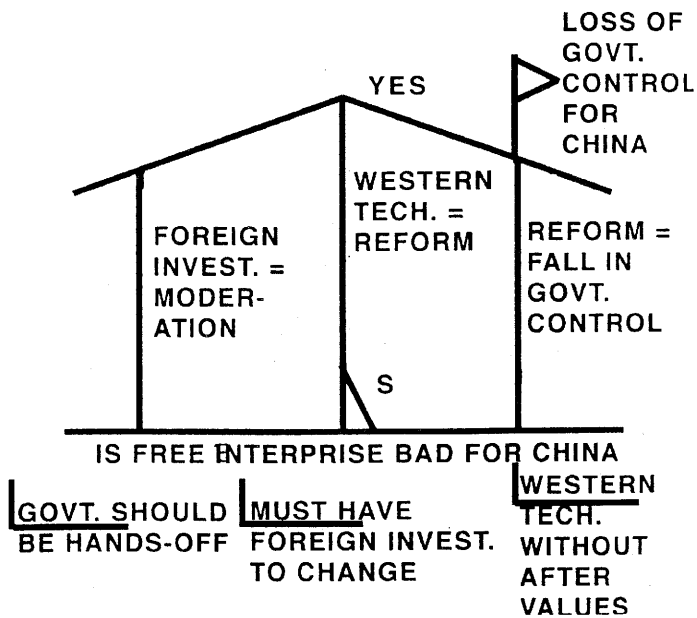 LOSS OF
GOVT.
CONTROL
FOR
CHINA
YES
WESTERN
TECH. =
REFORM
FOREIGN
INVEST. =
MODER-
ATION
REFORM =
FALL IN
GOVT.
CONTROL
S
IS FREE ENTERPRISE BAD FOR CHINA
GOVT. SHOULD
BE HANDS-OFF
MUST HAVE
FOREIGN INVEST.
TO CHANGE
WESTERN
TECH.
WITHOUT
AFTER
VALUES